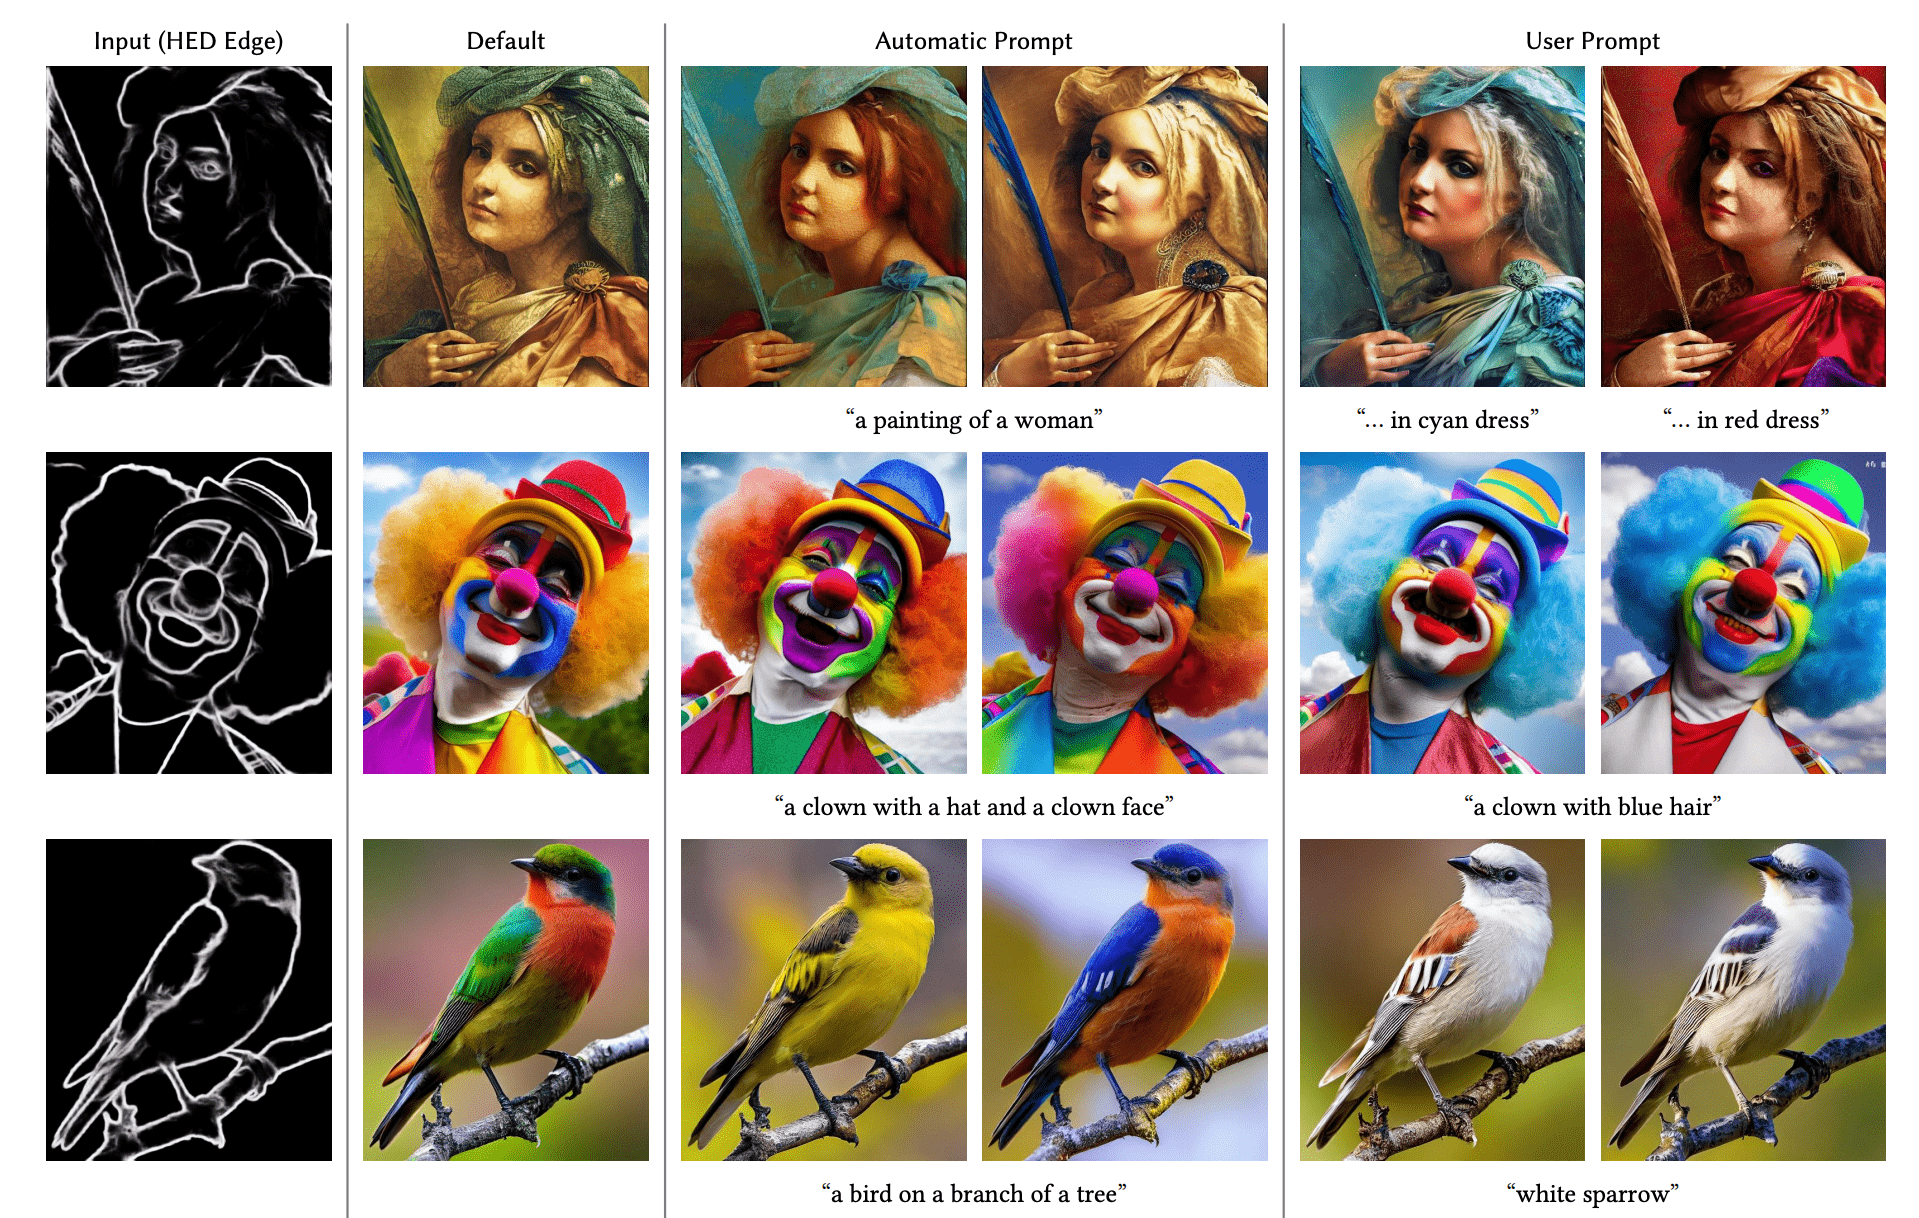 Input (HED Edge)
Default
Automatic Prompt
User Prompt
“a painting of a woman”
“... in cyan dress”
“... in red dress”
“a clown with a hat and a clown face”
“a clown with blue hair”
“a bird on a branch of a tree”
“white sparrow”